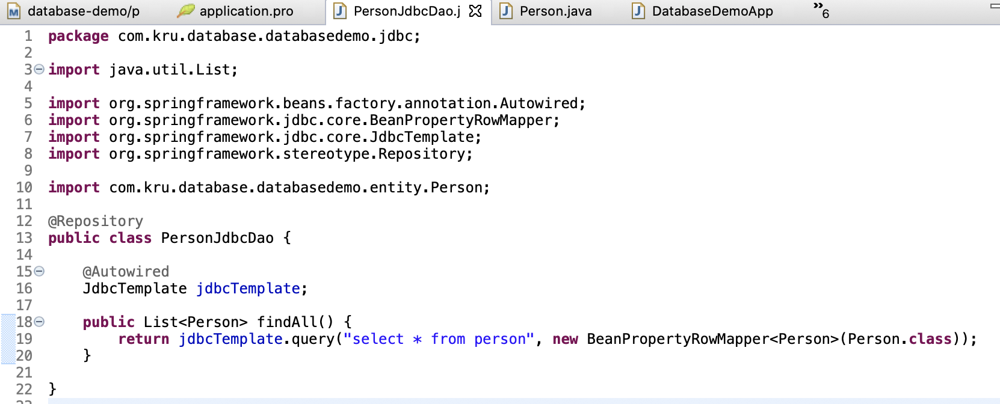 database-demo/p application.pro PersonJdbcDao.j Person.java DatabaseDemoApp »6
1 package com.kru.database.databasedemo.jdbc;
2
3 import java.util.List;
4
5 import org.springframework.beans.factory.annotation.Autowired;
6 import org.springframework.jdbc.core.BeanPropertyRowMapper;
7 import org.springframework.jdbc.core.JdbcTemplate;
8 import org.springframework.stereotype.Repository;
9
10 import com.kru.database.databasedemo.entity.Person;
11
12 @Repository
13 public class PersonJdbcDao {
14
15 @Autowired
16 JdbcTemplate jdbcTemplate;
17
18 public List<Person> findAll() {
19 return jdbcTemplate.query("select * from person", new BeanPropertyRowMapper<Person>(Person.class));
20 }
21
22 }